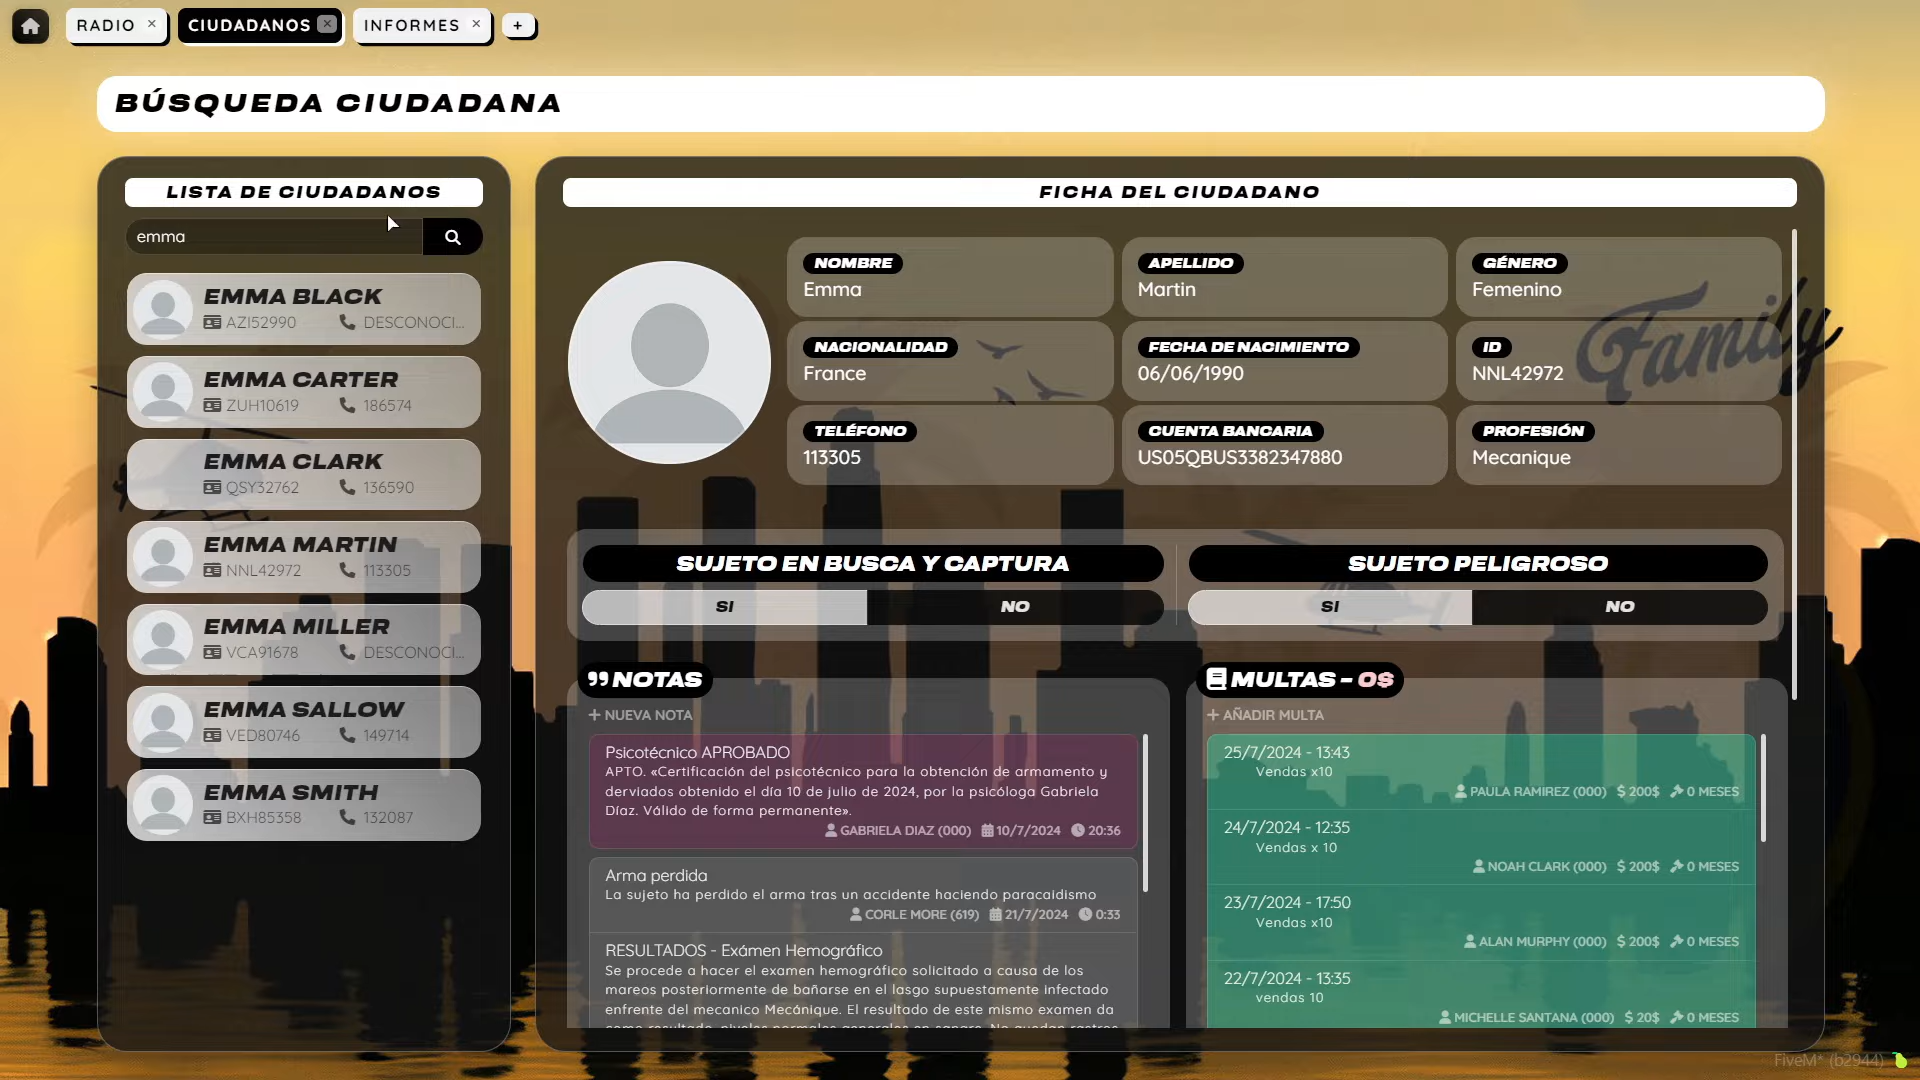 RADIO ×
CIUDADANOS ×
INFORMES ×
+
BÚSQUEDA CIUDADANA
LISTA DE CIUDADANOS
emma
EMMA BLACK
AZI52990 DESCONOCI...
EMMA CARTER
ZUH10619 186574
EMMA CLARK
QSY32762 136590
EMMA MARTIN
NNL42972 113305
EMMA MILLER
VCA91678 DESCONOCI...
EMMA SALLOW
VED80746 149714
EMMA SMITH
BXH85358 132087
FICHA DEL CIUDADANO
NOMBRE
Emma
APELLIDO
Martin
GÉNERO
Femenino
NACIONALIDAD
France
FECHA DE NACIMIENTO
06/06/1990
ID
NNL42972
Family
TELÉFONO
113305
CUENTA BANCARIA
US05QBUS3382347880
PROFESIÓN
Mecanique
SUJETO EN BUSCA Y CAPTURA
SI NO
SUJETO PELIGROSO
SI NO
NOTAS
+ NUEVA NOTA
Psicotécnico APROBADO
APTO. «Certificación del psicotécnico para la obtención de armamento y
derviados obtenido el día 10 de julio de 2024, por la psicóloga Gabriela
Díaz. Válido de forma permanente».
GABRIELA DIAZ (000) 10/7/2024 20:36
Arma perdida
La sujeto ha perdido el arma tras un accidente haciendo paracaidismo
CORLE MORE (619) 21/7/2024 0:33
RESULTADOS - Exámen Hemográfico
Se procede a hacer el examen hemográfico solicitado a causa de los
mareos posteriormente de bañarse en el lasgo supuestamente infectado
enfrente del mecanico Mecánique. El resultado de este mismo examen da
como resultado, niveles normales generales en sangre. No quedan rastros
MULTAS - 0$
+ AÑADIR MULTA
25/7/2024 - 13:43
Vendas x10
PAULA RAMIREZ (000) $ 200$ 0 MESES
24/7/2024 - 12:35
Vendas x 10
NOAH CLARK (000) $ 200$ 0 MESES
23/7/2024 - 17:50
Vendas x10
ALAN MURPHY (000) $ 200$ 0 MESES
22/7/2024 - 13:35
vendas 10
MICHELLE SANTANA (000) $ 20$ 0 MESES
FiveM* (b2944)